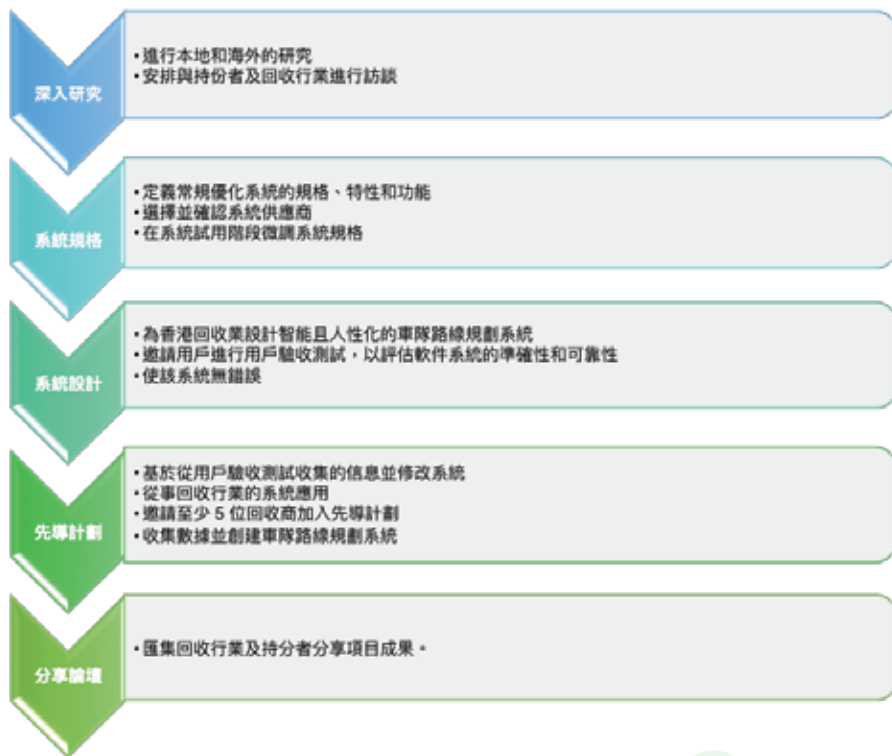 深入研究
•進行本地和海外的研究
•安排與持份者及回收行業進行訪談
系統規格
•定義常規優化系統的規格、特性和功能
•選擇並確認系統供應商
•在系統試用階段微調系統規格
系統設計
•為香港回收業設計智能且人性化的車隊路線規劃系統
•邀請用戶進行用戶驗收測試，以評估軟件系統的準確性和可靠性
•使該系統無錯誤
先導計劃
•基於從用戶驗收測試收集的信息並修改系統
•從事回收行業的系統應用
•邀請至少 5 位回收商加入先導計劃
•收集數據並創建車隊路線規劃系統
分享論壇
•匯集回收行業及持分者分享項目成果。